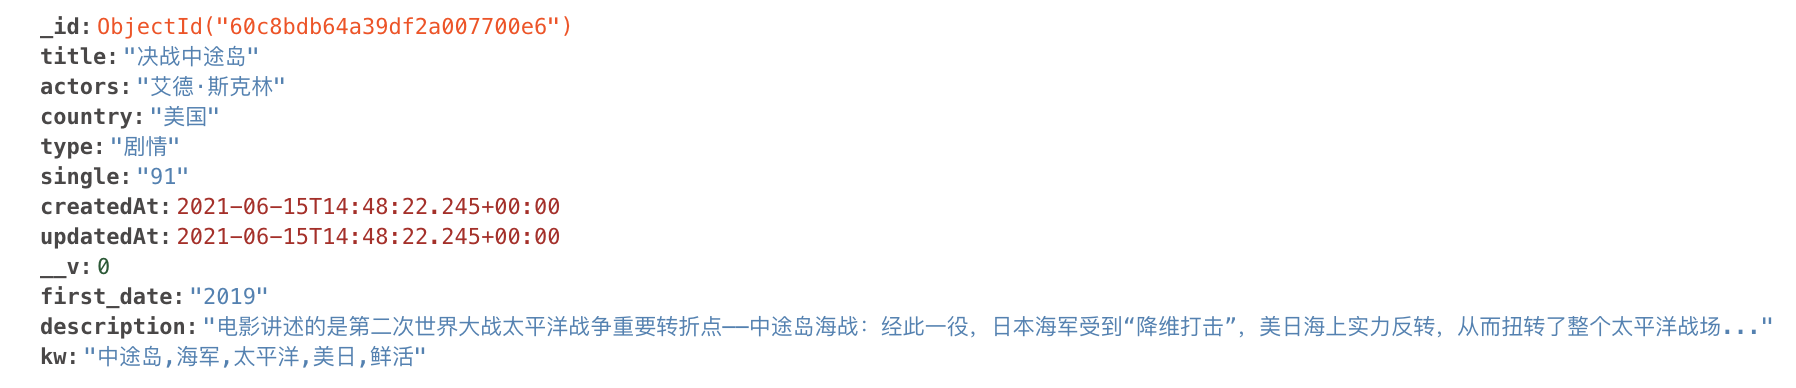 _id: ObjectId("60c8bdb64a39df2a007700e6")
title: "决战中途岛"
actors: "艾德·斯克林"
country: "美国"
type: "剧情"
single: "91"
createdAt: 2021-06-15T14:48:22.245+00:00
updatedAt: 2021-06-15T14:48:22.245+00:00
__v: 0
first_date: "2019"
description: "电影讲述的是第二次世界大战太平洋战争重要转折点——中途岛海战：经此一役，日本海军受到“降维打击”，美日海上实力反转，从而扭转了整个太平洋战场..."
kw: "中途岛,海军,太平洋,美日,鲜活"